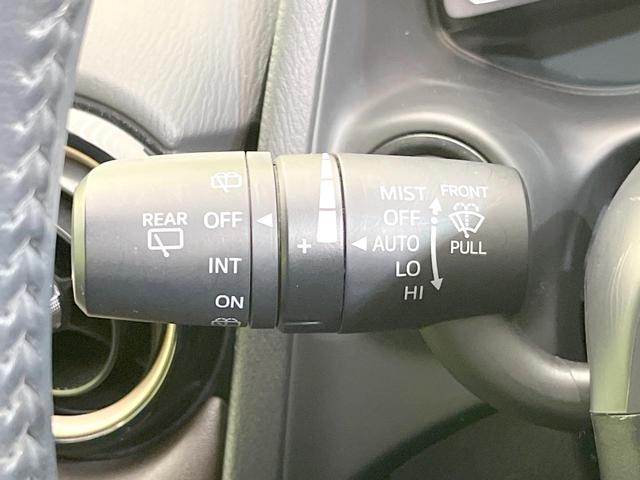 REAR
OFF
INT
ON
+
MIST
OFF
AUTO
LO
HI
FRONT
PULL